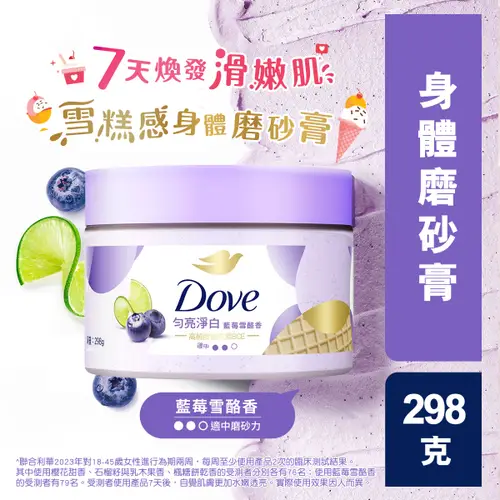 7天煥發滑嫩肌
雪糕感身體磨砂膏
身體磨砂膏
Dove
勻亮淨白 藍莓雪酪香
磨砂力
適中
298g
藍莓雪酪香
適中磨砂力
298
克
*聯合利華2023年對18-45歲女性進行為期兩周，每周至少使用產品2次的臨床測試結果。
其中使用櫻花甜香、石榴籽與乳木果香、楓糖餅乾香的受測者分別各有76名；使用藍莓雪酪香
的受測者有79名。受測者使用產品7天後，自覺肌膚更加水嫩透亮。實際使用效果因人而異